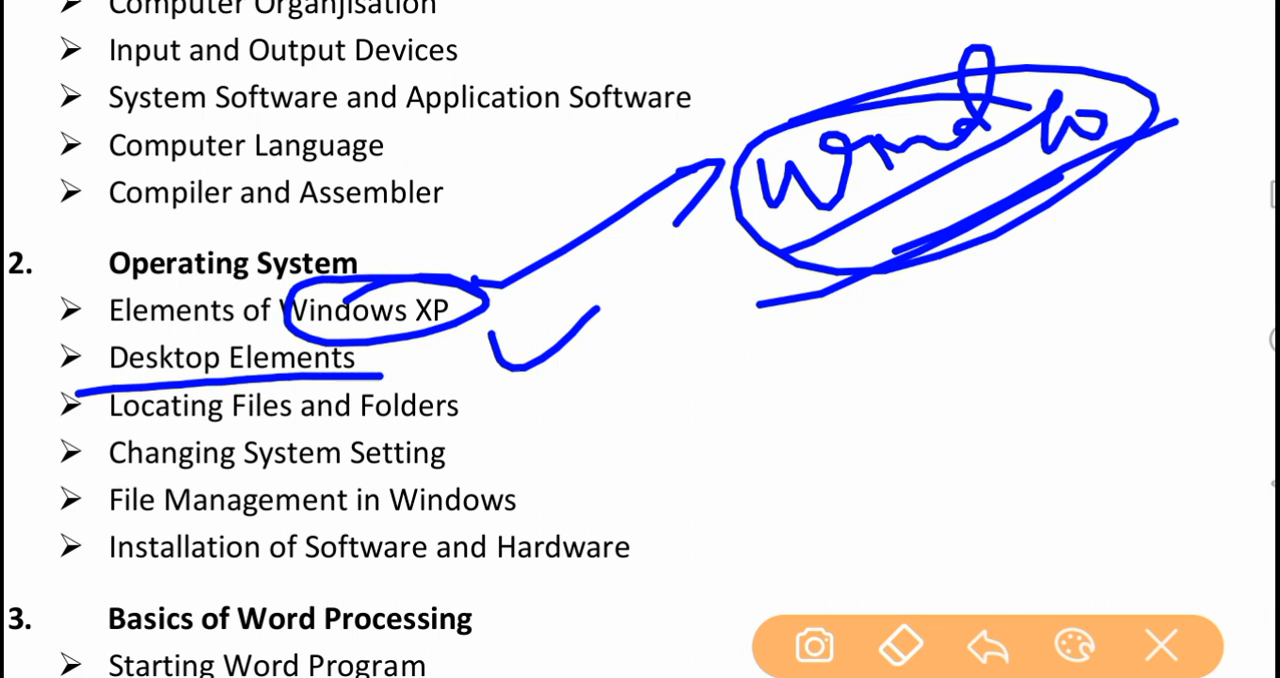 ➢ Computer Organjisation
➢ Input and Output Devices
➢ System Software and Application Software
➢ Computer Language
➢ Compiler and Assembler
2. Operating System
➢ Elements of Windows XP
➢ Desktop Elements
➢ Locating Files and Folders
➢ Changing System Setting
➢ File Management in Windows
➢ Installation of Software and Hardware
3. Basics of Word Processing
➢ Starting Word Program